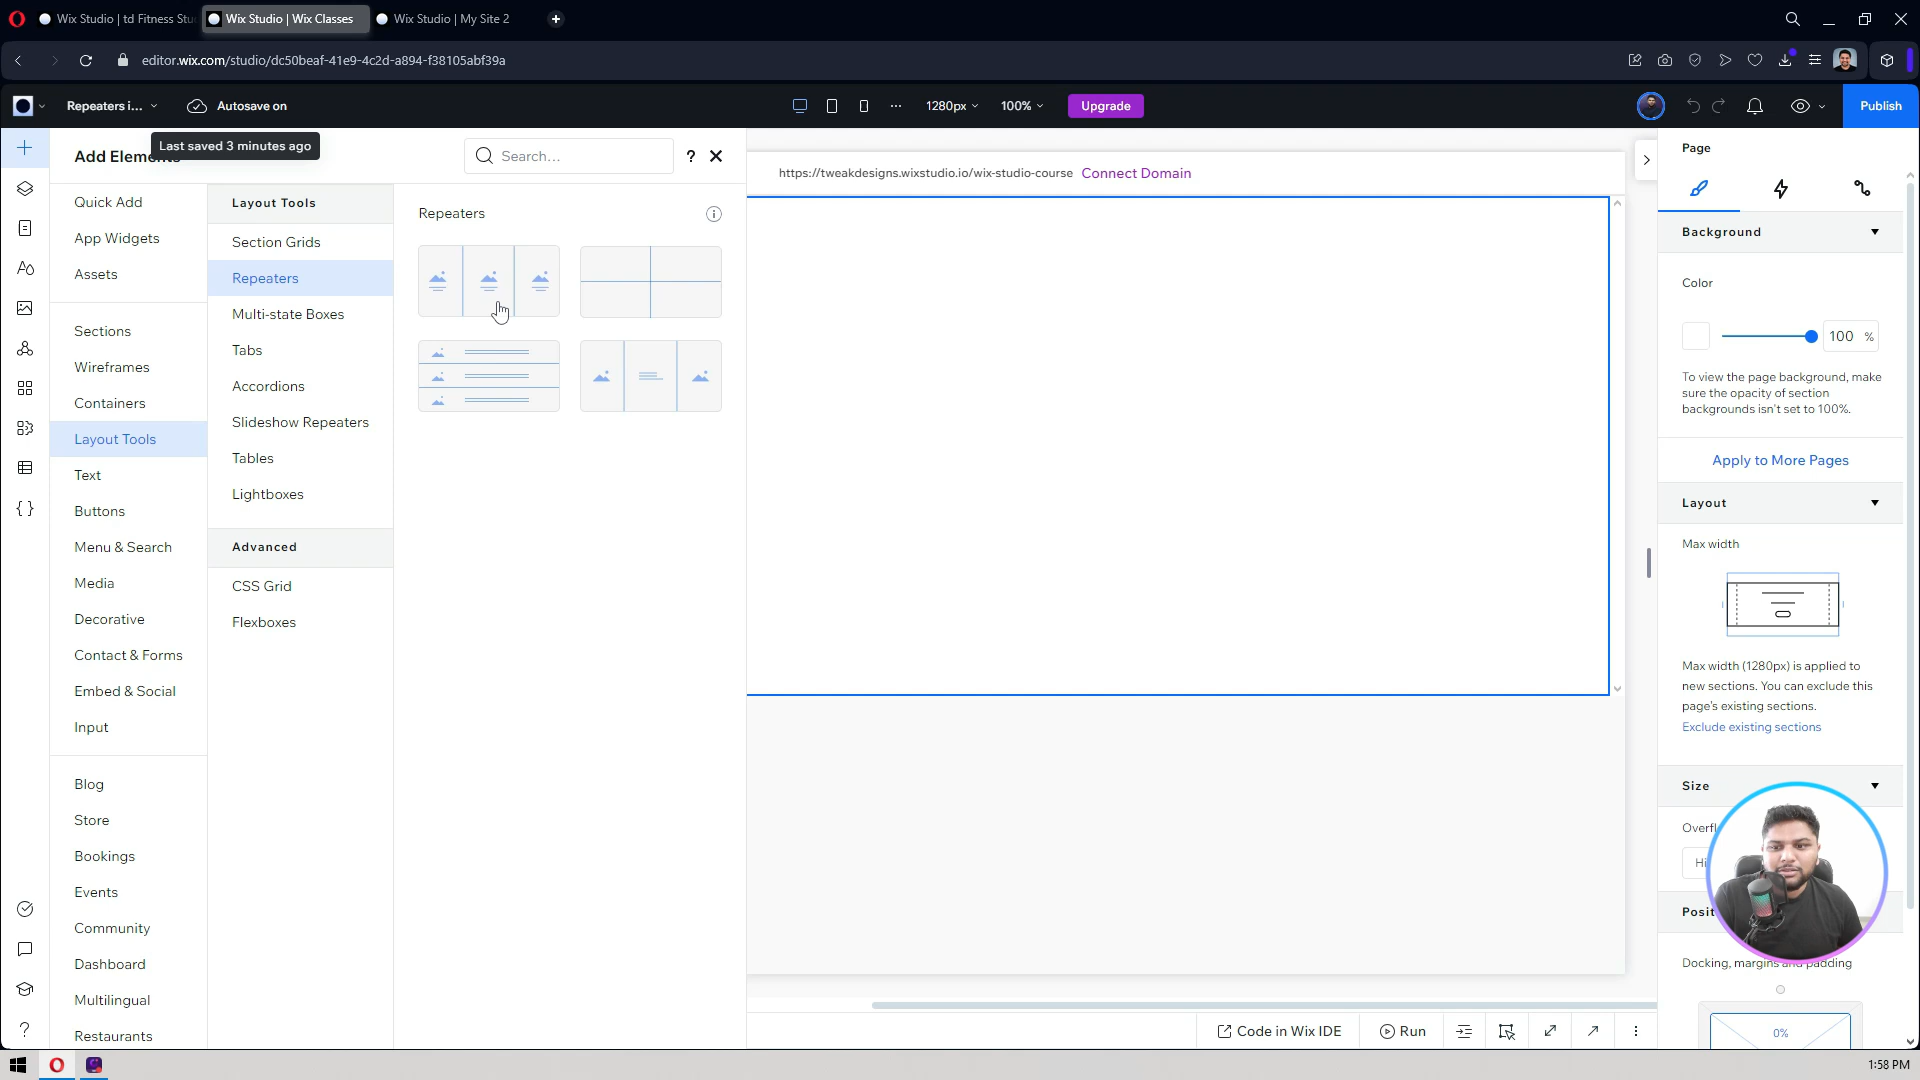 Wix Studio | td Fitness Stu
Wix Studio | Wix Classes
Wix Studio | My Site 2
editor.wix.com/studio/dc50beaf-41e9-4c2d-a894-f38105abf39a
Repeaters i...
Autosave on
1280px
100%
Upgrade
Publish
Last saved 3 minutes ago
Add Elements
Search...
?
Quick Add
App Widgets
Assets
Sections
Wireframes
Containers
Layout Tools
Text
Buttons
Menu & Search
Media
Decorative
Contact & Forms
Embed & Social
Input
Blog
Store
Bookings
Events
Community
Dashboard
Multilingual
Restaurants
Layout Tools
Section Grids
Repeaters
Multi-state Boxes
Tabs
Accordions
Slideshow Repeaters
Tables
Lightboxes
Advanced
CSS Grid
Flexboxes
Repeaters
https://tweakdesigns.wixstudio.io/wix-studio-course Connect Domain
Page
Background
Color
100 %
To view the page background, make
sure the opacity of section
backgrounds isn't set to 100%.
Apply to More Pages
Layout
Max width
Max width (1280px) is applied to
new sections. You can exclude this
page's existing sections.
Exclude existing sections
Size
Overfl
Hi
Posit
Docking, margins and padding
0%
Code in Wix IDE
Run
1:58 PM